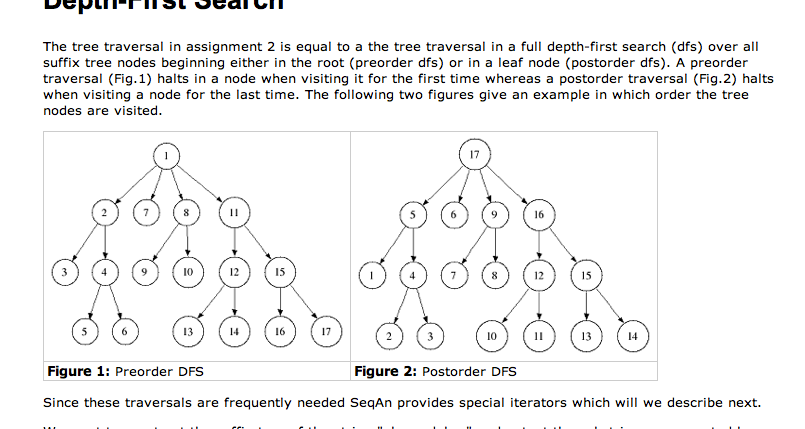 Depth-First Search
The tree traversal in assignment 2 is equal to a the tree traversal in a full depth-first search (dfs) over all
suffix tree nodes beginning either in the root (preorder dfs) or in a leaf node (postorder dfs). A preorder
traversal (Fig.1) halts in a node when visiting it for the first time whereas a postorder traversal (Fig.2) halts
when visiting a node for the last time. The following two figures give an example in which order the tree
nodes are visited.
1
2 7 8 11
3 4 9 10 12 15
5 6 13 14 16 17
17
5 6 9 16
1 4 7 8 12 15
2 3 10 11 13 14
Figure 1: Preorder DFS
Figure 2: Postorder DFS
Since these traversals are frequently needed SeqAn provides special iterators which will we describe next.